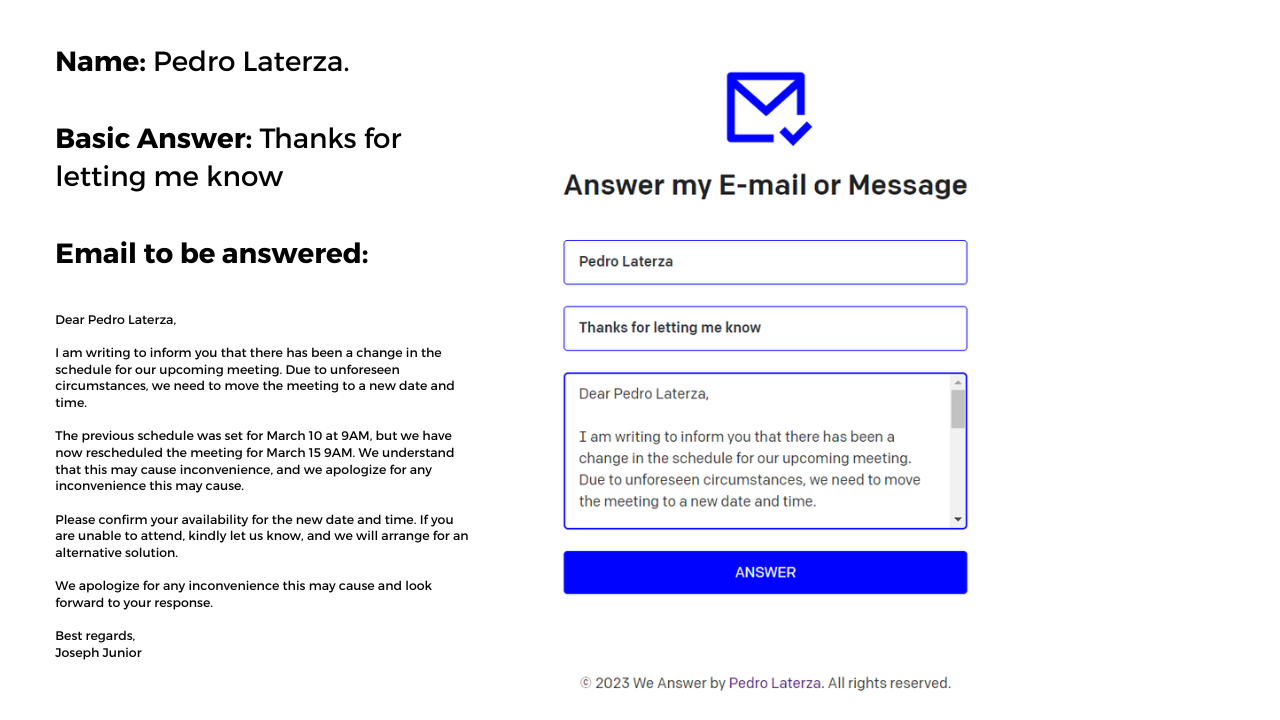 Name: Pedro Laterza.
Basic Answer: Thanks for
letting me know
Email to be answered:
Dear Pedro Laterza,
I am writing to inform you that there has been a change in the
schedule for our upcoming meeting. Due to unforeseen
circumstances, we need to move the meeting to a new date and
time.
The previous schedule was set for March 10 at 9AM, but we have
now rescheduled the meeting for March 15 9AM. We understand
that this may cause inconvenience, and we apologize for any
inconvenience this may cause.
Please confirm your availability for the new date and time. If you
are unable to attend, kindly let us know, and we will arrange for an
alternative solution.
We apologize for any inconvenience this may cause and look
forward to your response.
Best regards,
Joseph Junior
Answer my E-mail or Message
Pedro Laterza
Thanks for letting me know
Dear Pedro Laterza,
I am writing to inform you that there has been a
change in the schedule for our upcoming meeting.
Due to unforeseen circumstances, we need to move
the meeting to a new date and time.
ANSWER
© 2023 We Answer by Pedro Laterza. All rights reserved.